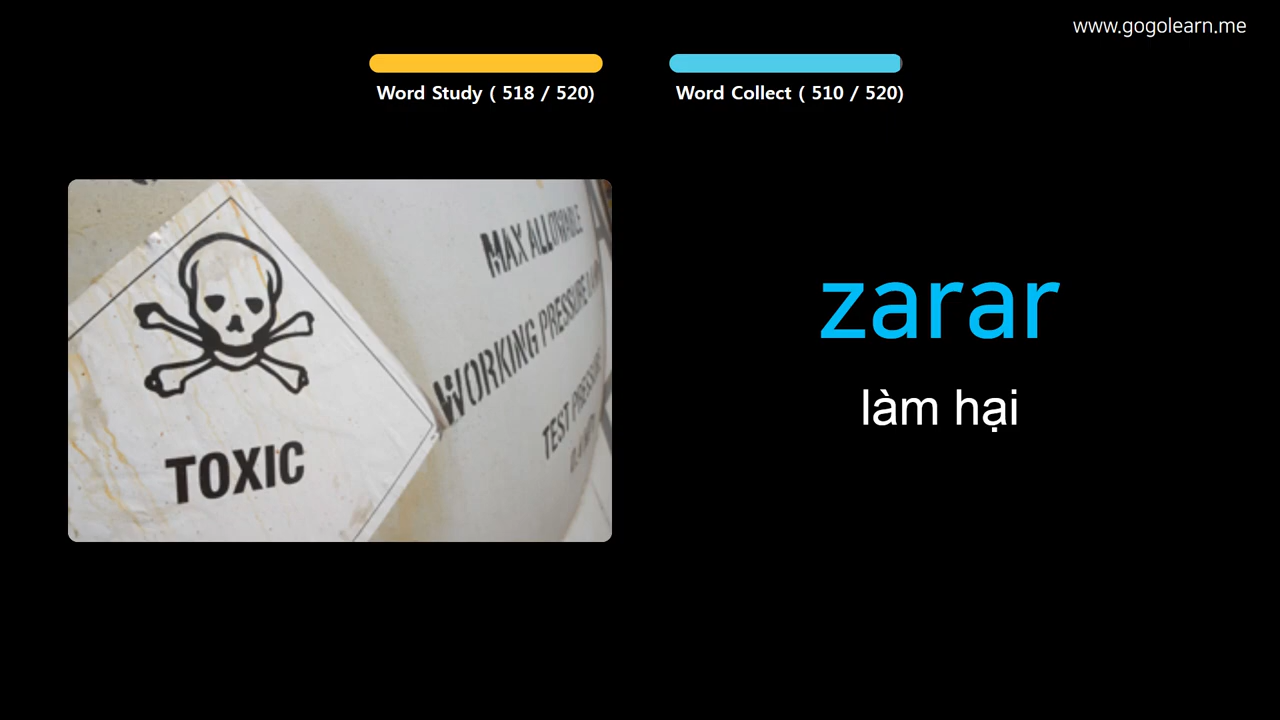 www.gogolearn.me
Word Study ( 518 / 520)
Word Collect ( 510 / 520)
MAX ALLOWABLE
WORKING PRESSURE
TEST
TOXIC
zarar
làm hại